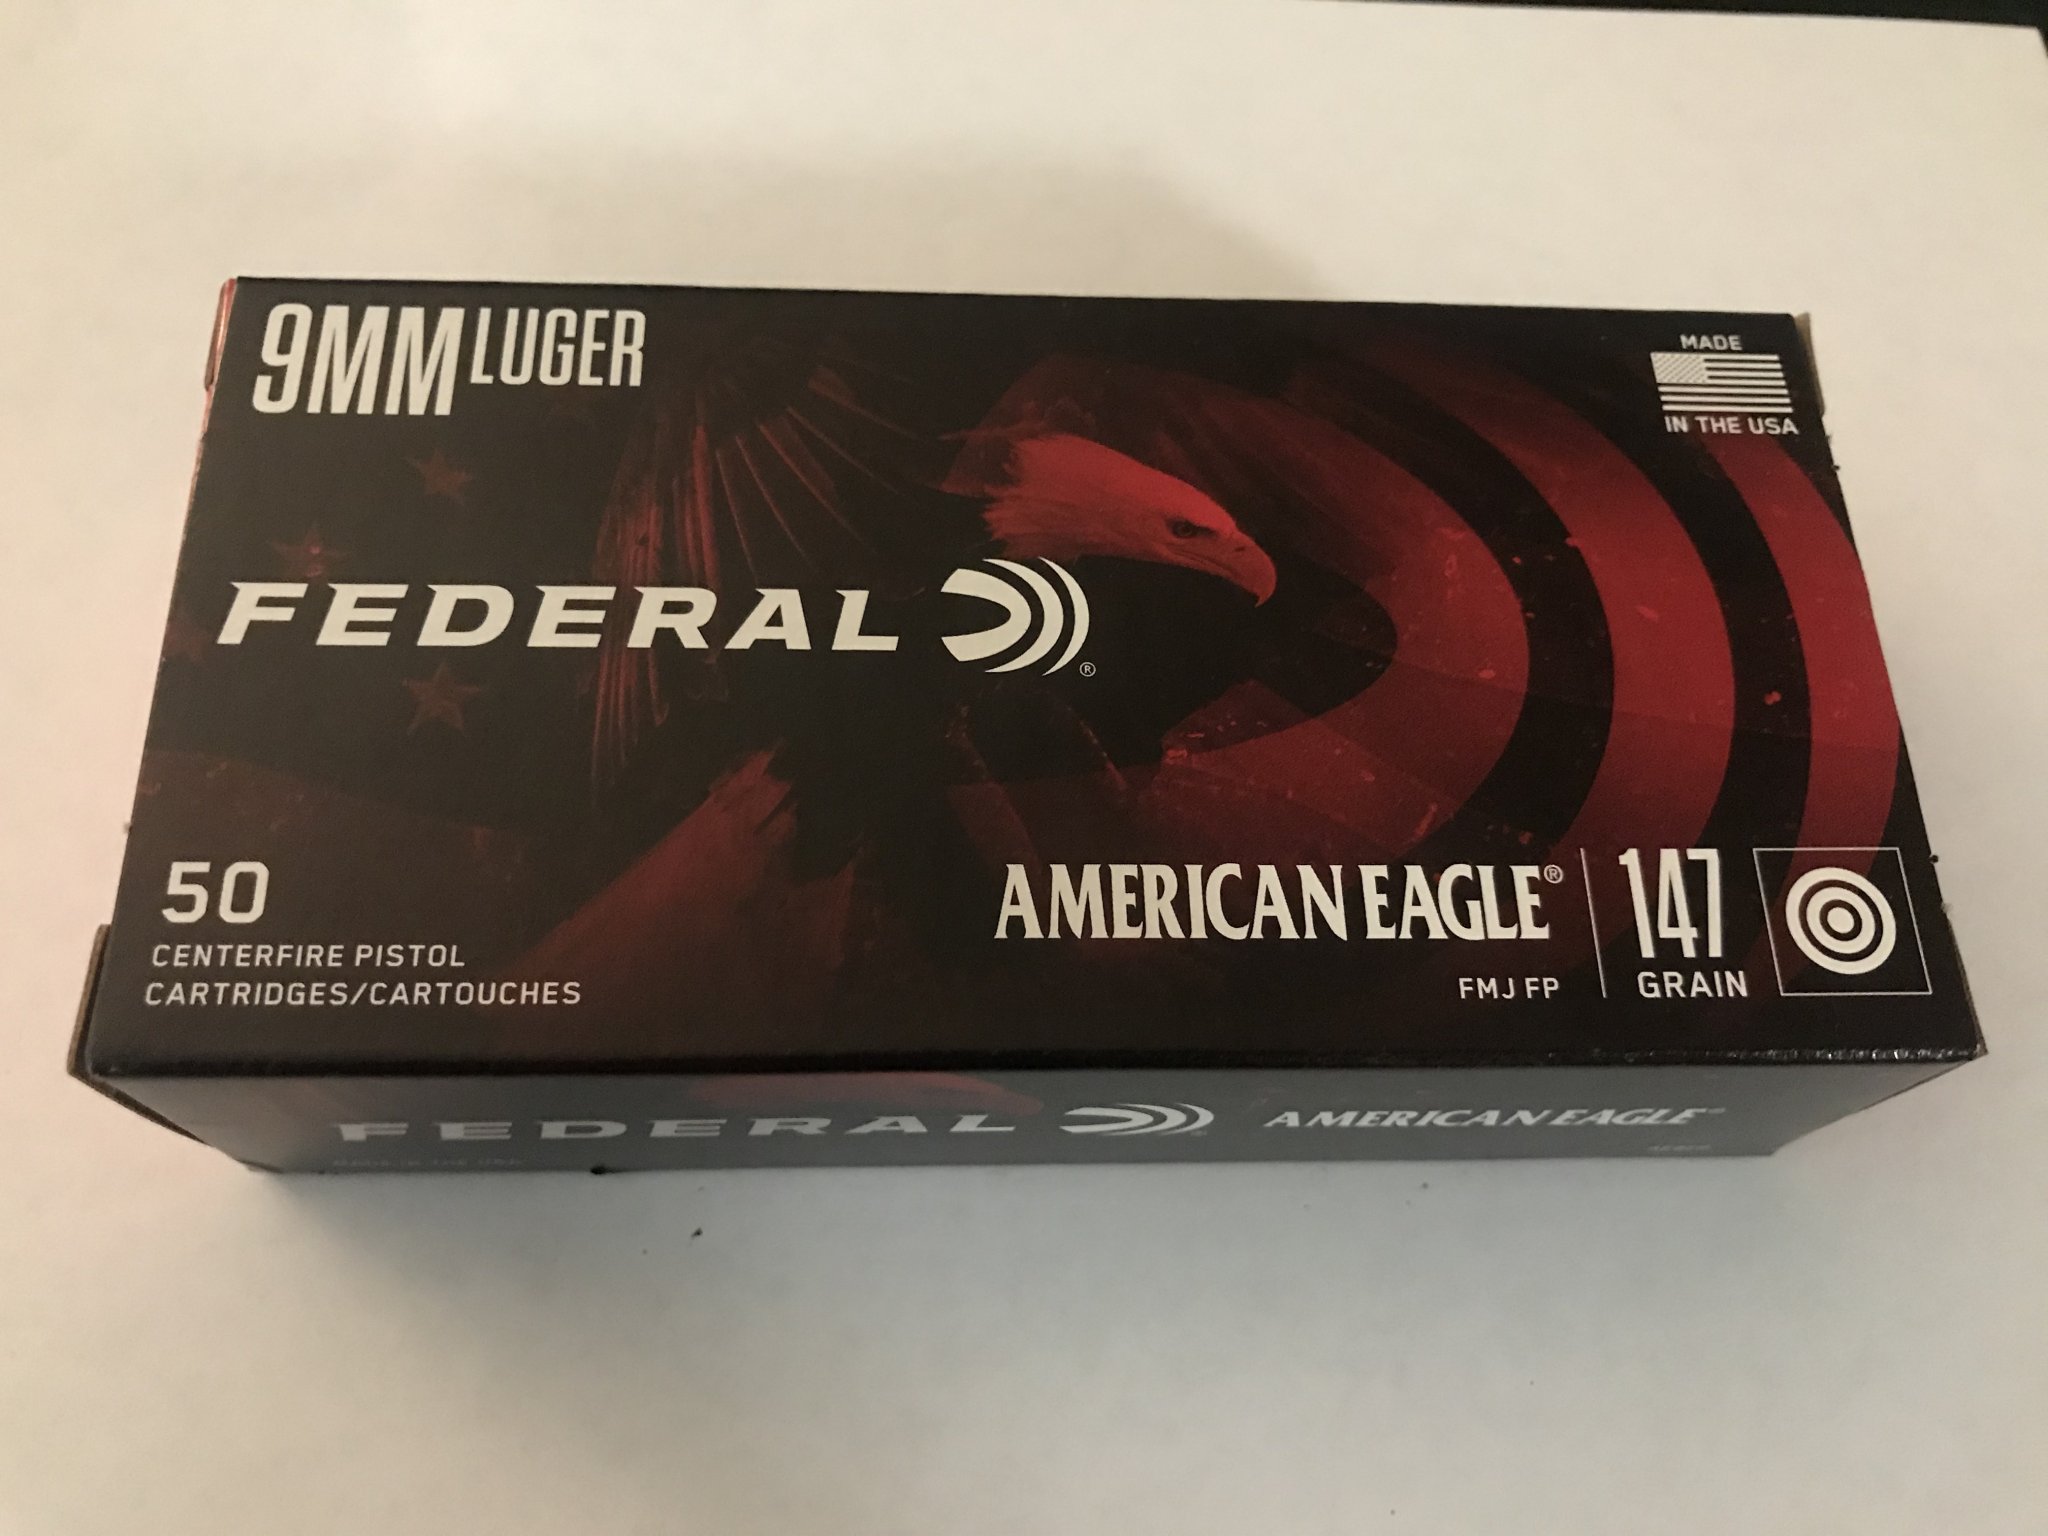 9MM LUGER
MADE
IN THE USA
FEDERAL ®
50
CENTERFIRE PISTOL
CARTRIDGES/CARTOUCHES
AMERICAN EAGLE®
FMJ FP
147
GRAIN
FEDERAL AMERICAN EAGLE